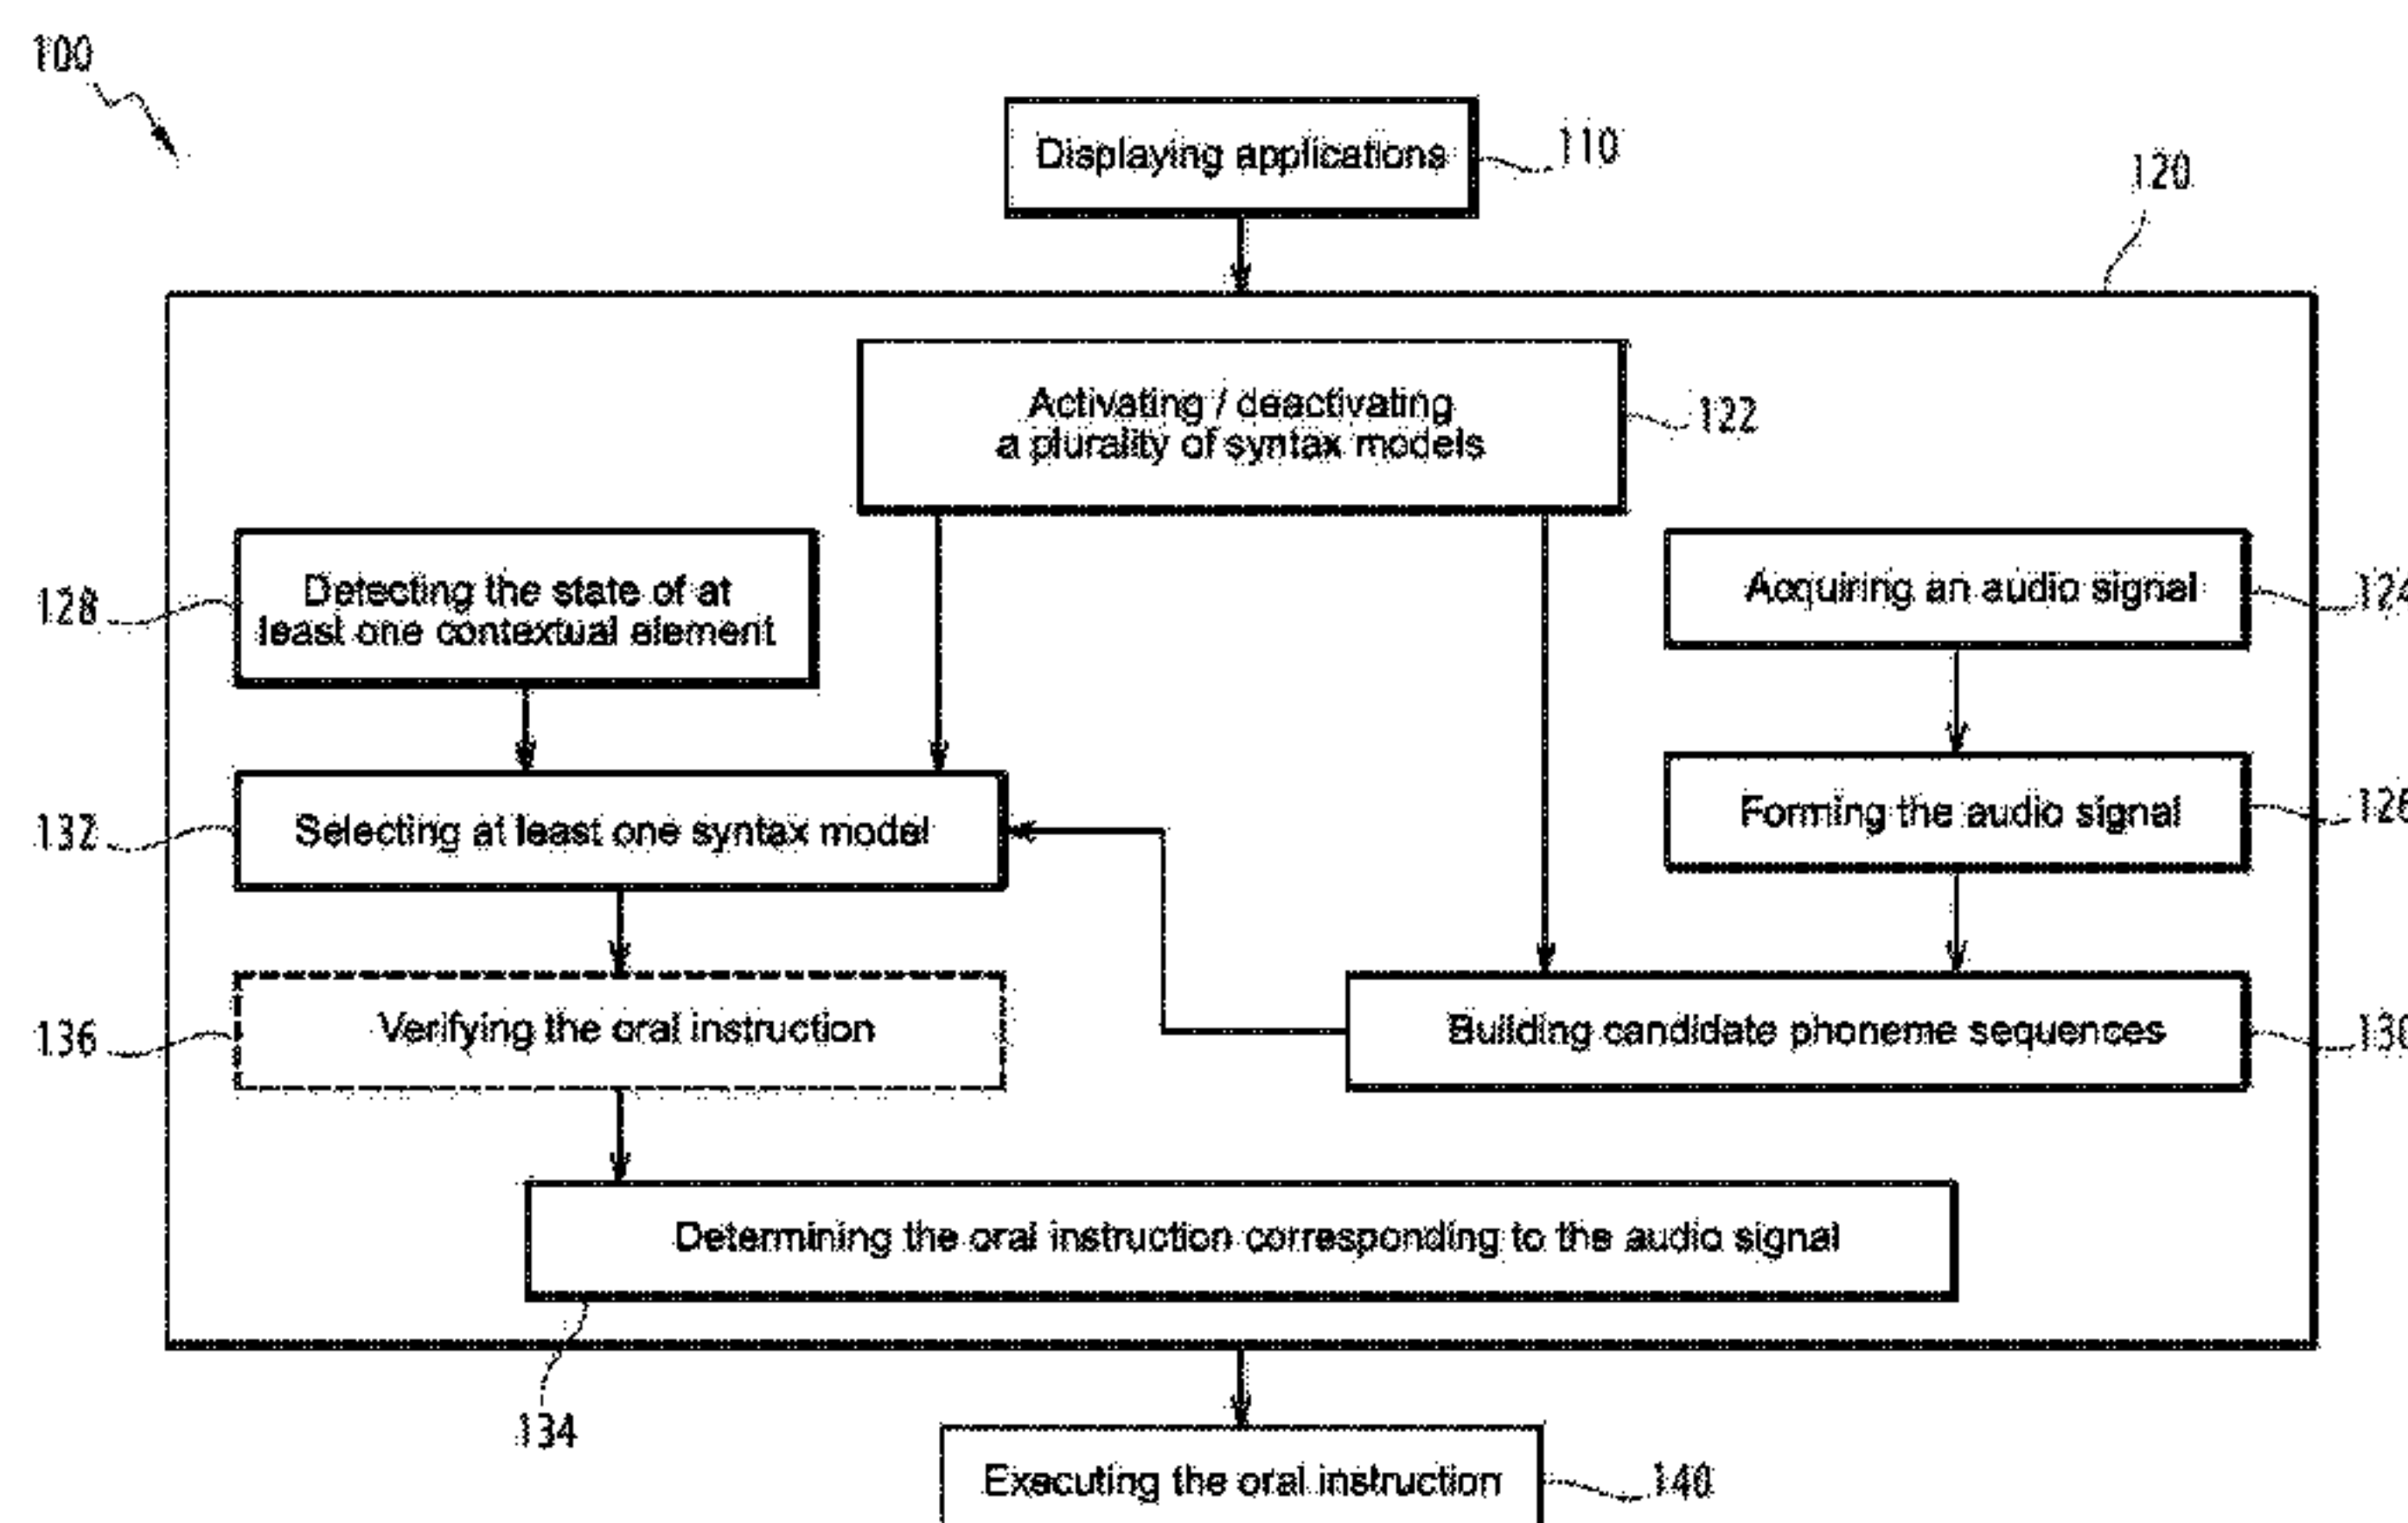 100
Displaying applications
110
120
Activating / deactivating
a plurality of syntax models
122
Detecting the state of at
least one contextual element
128
Acquiring an audio signal
124
Selecting at least one syntax model
132
Forming the audio signal
126
Verifying the oral instruction
136
Building candidate phoneme sequences
130
Determining the oral instruction corresponding to the audio signal
134
Executing the oral instruction
140